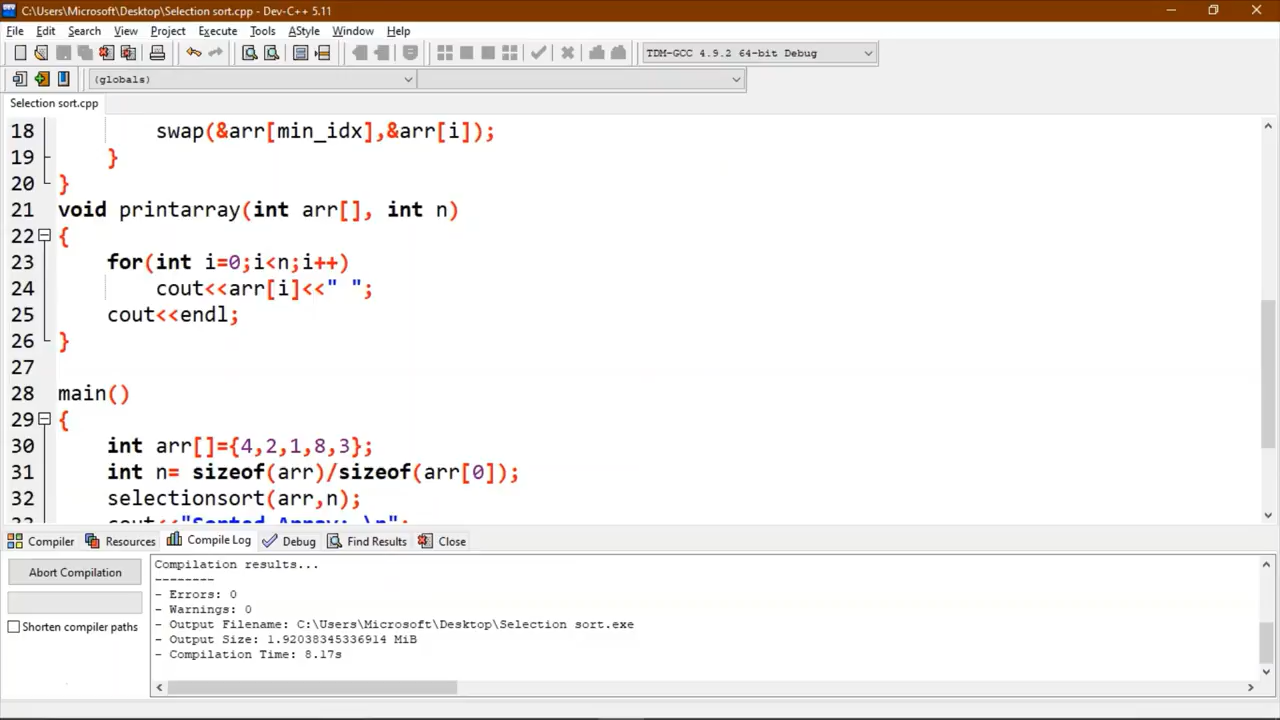 C:\Users\Microsoft\Desktop\Selection sort.cpp - Dev-C++ 5.11
File Edit Search View Project Execute Tools AStyle Window Help
TDM-GCC 4.9.2 64-bit Debug
(globals)
Selection sort.cpp
18 swap(&arr[min_idx],&arr[i]);
19 }
20 }
21 void printarray(int arr[], int n)
22 {
23 for(int i=0;i<n;i++)
24 cout<<arr[i]<<" ";
25 cout<<endl;
26 }
27
28 main()
29 {
30 int arr[]={4,2,1,8,3};
31 int n= sizeof(arr)/sizeof(arr[0]);
32 selectionsort(arr,n);
33 cout<<"Sorted Array: \n";
Compiler Resources Compile Log Debug Find Results Close
Abort Compilation
Shorten compiler paths
Compilation results...
--------
- Errors: 0
- Warnings: 0
- Output Filename: C:\Users\Microsoft\Desktop\Selection sort.exe
- Output Size: 1.92038345336914 MiB
- Compilation Time: 8.17s